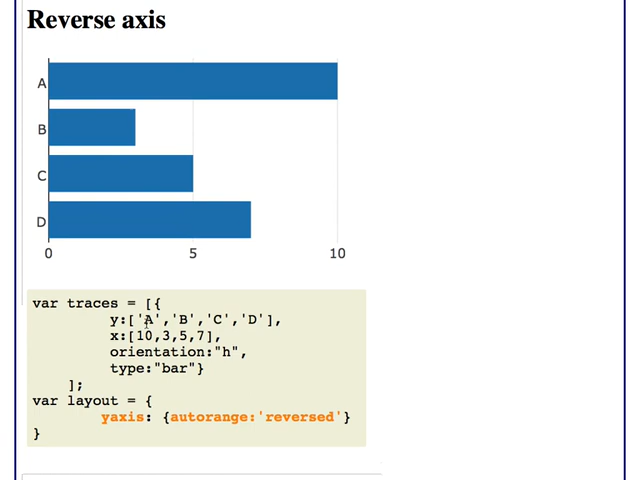 Reverse axis
A
B
C
D
0 5 10
var traces = [{
y:['A','B','C','D'],
x:[10,3,5,7],
orientation:"h",
type:"bar"}
];
var layout = {
yaxis: {autorange:'reversed'}
}